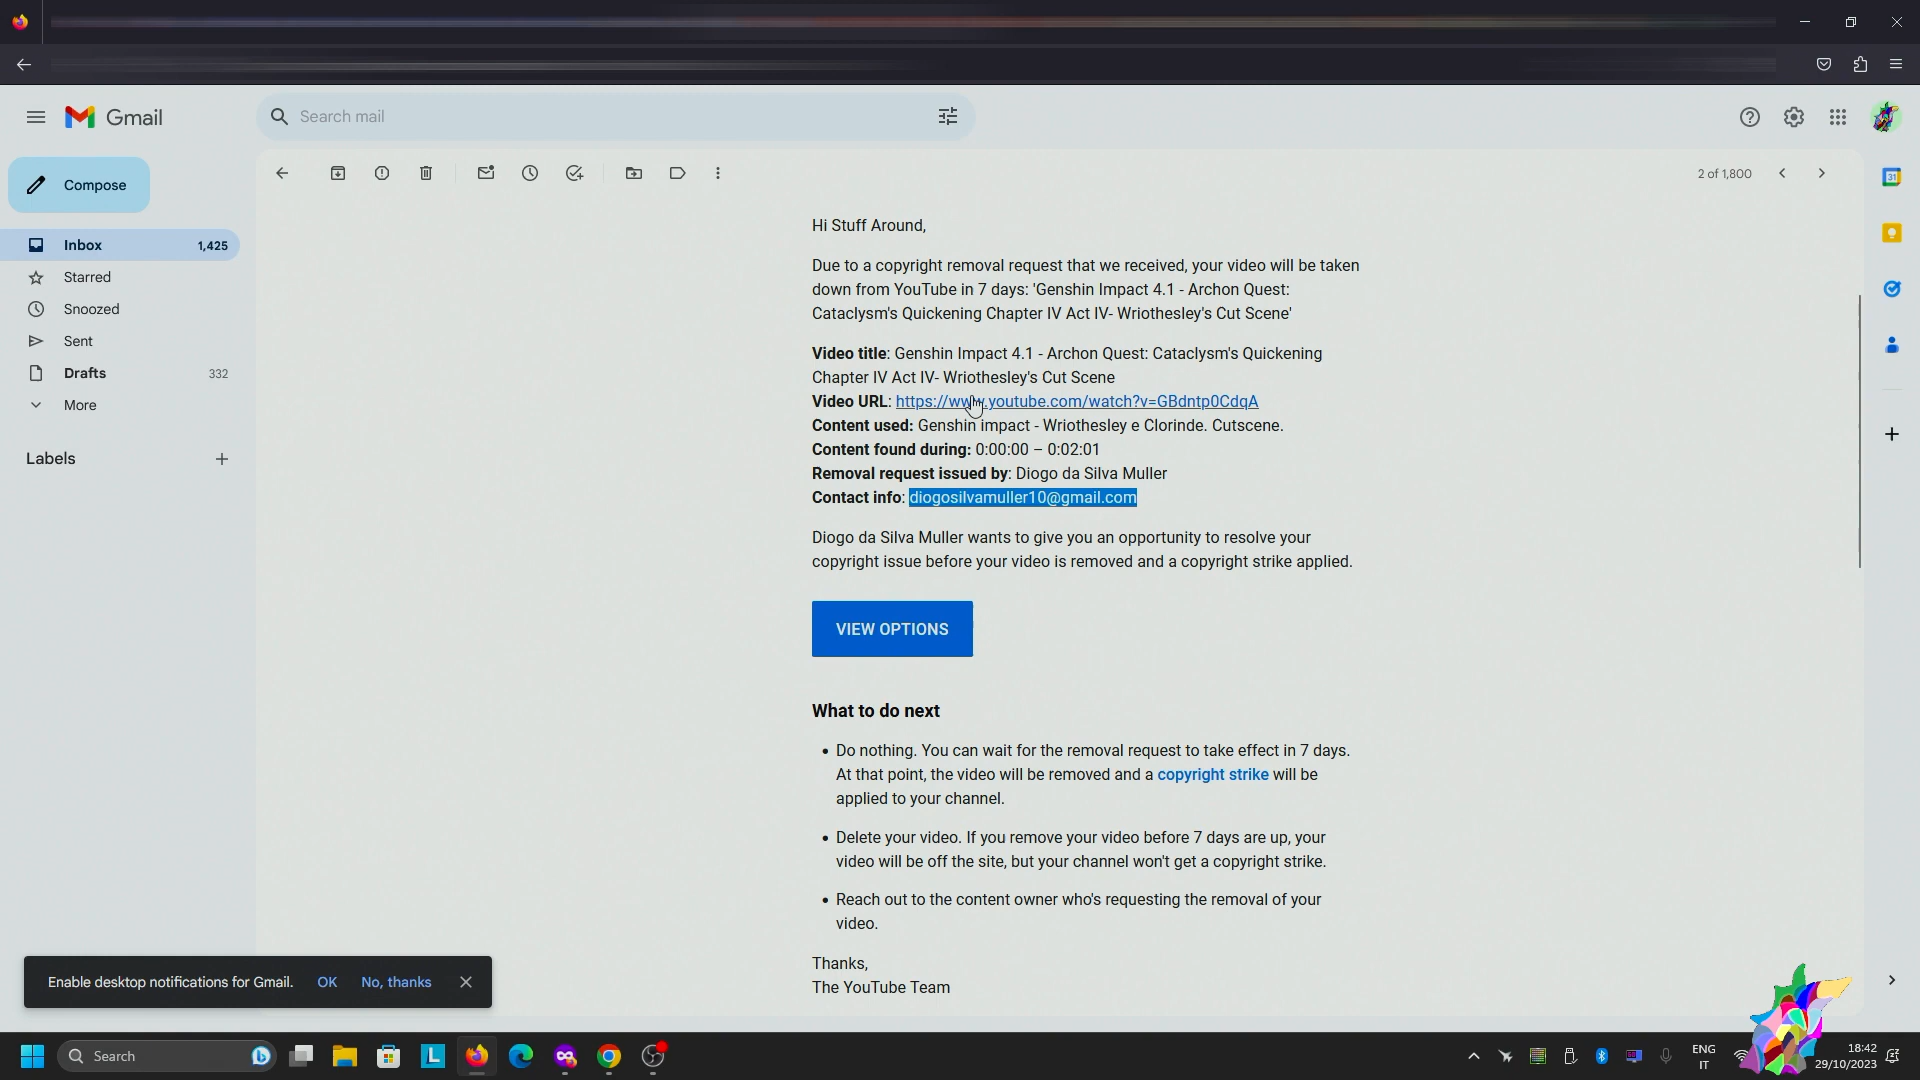 Gmail
Search mail
Compose
2 of 1,800
Inbox 1,425
Starred
Snoozed
Sent
Drafts 332
More
Labels
Hi Stuff Around,
Due to a copyright removal request that we received, your video will be taken
down from YouTube in 7 days: 'Genshin Impact 4.1 - Archon Quest:
Cataclysm's Quickening Chapter IV Act IV- Wriothesley's Cut Scene'
Video title: Genshin Impact 4.1 - Archon Quest: Cataclysm's Quickening
Chapter IV Act IV- Wriothesley's Cut Scene
Video URL: https://www.youtube.com/watch?v=GBdntp0CdqA
Content used: Genshin impact - Wriothesley e Clorinde. Cutscene.
Content found during: 0:00:00 – 0:02:01
Removal request issued by: Diogo da Silva Muller
Contact info: diogosilvamuller10@gmail.com
Diogo da Silva Muller wants to give you an opportunity to resolve your
copyright issue before your video is removed and a copyright strike applied.
VIEW OPTIONS
What to do next
• Do nothing. You can wait for the removal request to take effect in 7 days.
At that point, the video will be removed and a copyright strike will be
applied to your channel.
• Delete your video. If you remove your video before 7 days are up, your
video will be off the site, but your channel won't get a copyright strike.
• Reach out to the content owner who's requesting the removal of your
video.
Thanks,
The YouTube Team
Enable desktop notifications for Gmail. OK No, thanks
Search
L
ENG
IT
18:42
29/10/2023